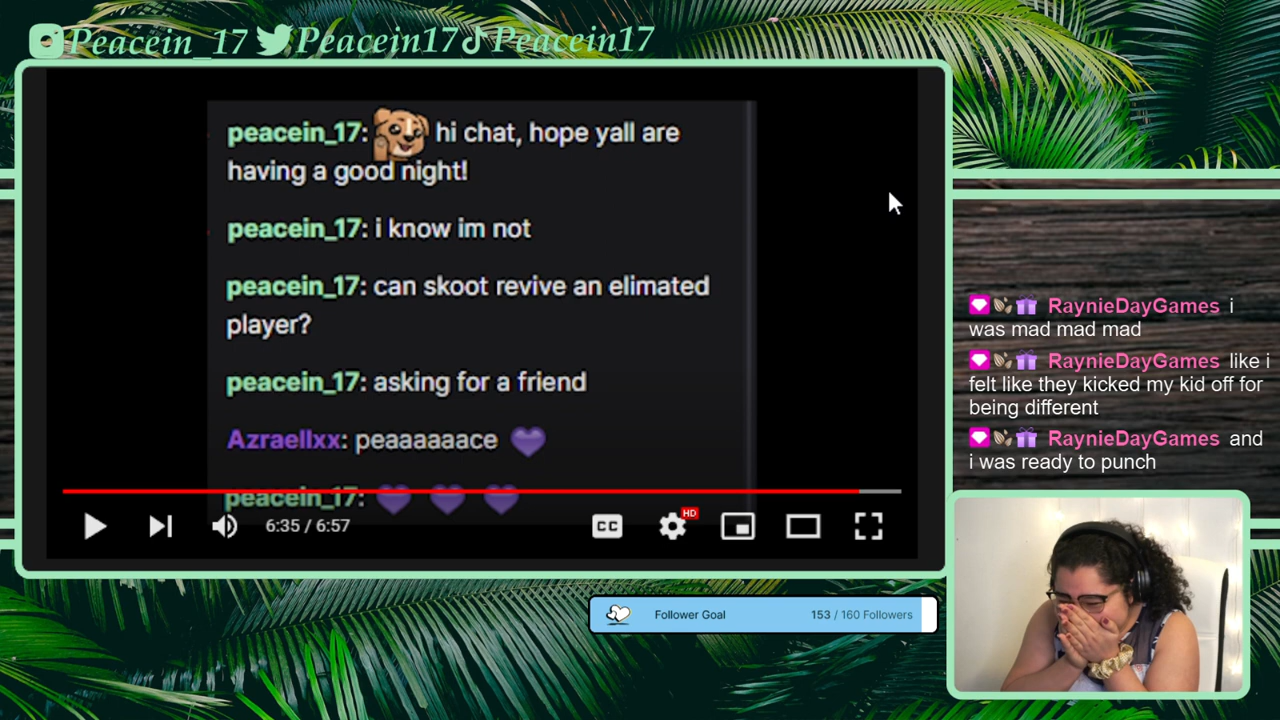 Peacein_17 Peacein17 Peacein17
peacein_17: hi chat, hope yall are
having a good night!
peacein_17: i know im not
peacein_17: can skoot revive an elimated
player?
peacein_17: asking for a friend
Azraellxx: peaaaaaace
peacein_17:
6:35 / 6:57
CC
HD
RaynieDayGames i
was mad mad mad
RaynieDayGames like i
felt like they kicked my kid off for
being different
RaynieDayGames and
i was ready to punch
Follower Goal 153 / 160 Followers